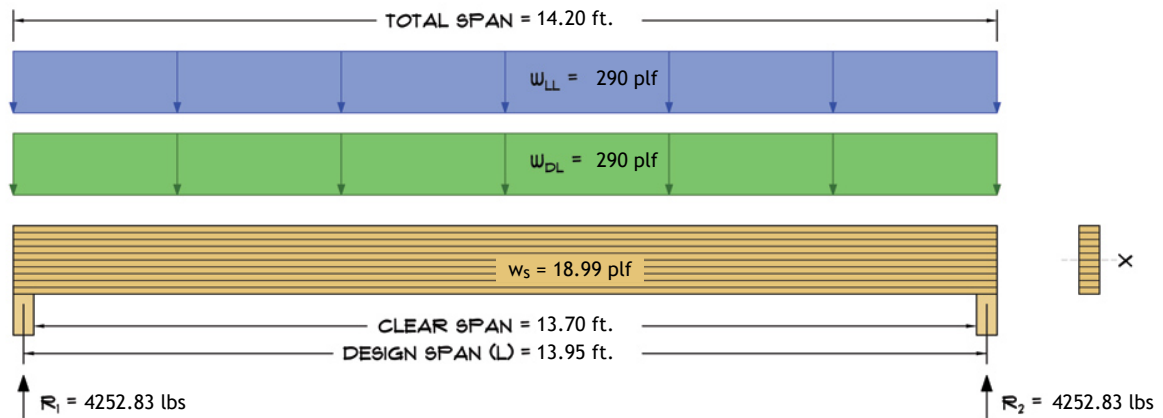 TOTAL SPAN = 14.20 ft.
wLL = 290 plf
wDL = 290 plf
ws = 18.99 plf
X
CLEAR SPAN = 13.70 ft.
DESIGN SPAN (L) = 13.95 ft.
R1 = 4252.83 lbs
R2 = 4252.83 lbs